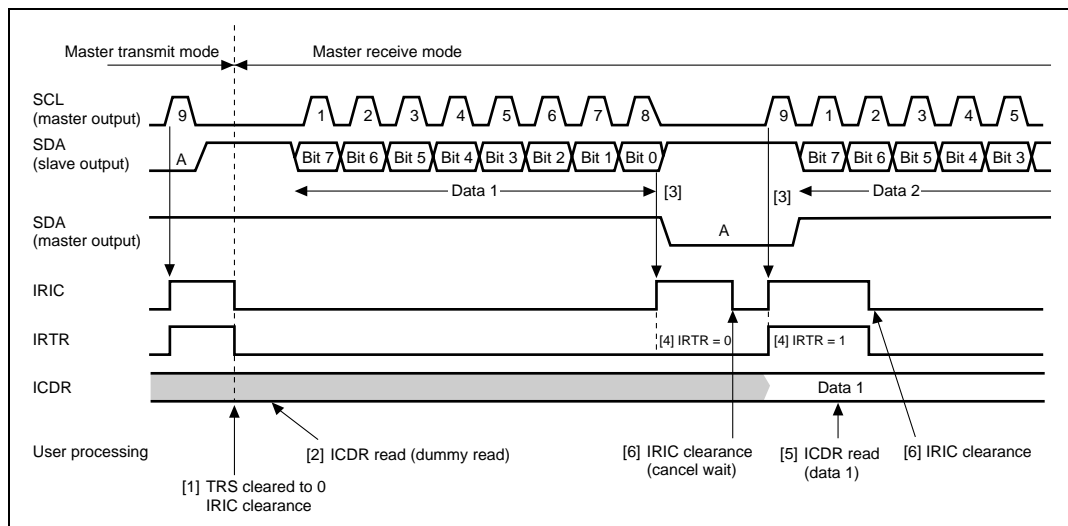 Master transmit mode Master receive mode
SCL
(master output)
9 1 2 3 4 5 6 7 8 9 1 2 3 4 5
SDA
(slave output)
A Bit 7 Bit 6 Bit 5 Bit 4 Bit 3 Bit 2 Bit 1 Bit 0 Bit 7 Bit 6 Bit 5 Bit 4 Bit 3
Data 1 [3] [3] Data 2
SDA
(master output)
A
IRIC
IRTR
[4] IRTR = 0 [4] IRTR = 1
ICDR
Data 1
User processing
[2] ICDR read (dummy read)
[6] IRIC clearance
(cancel wait)
[5] ICDR read
(data 1)
[6] IRIC clearance
[1] TRS cleared to 0
IRIC clearance